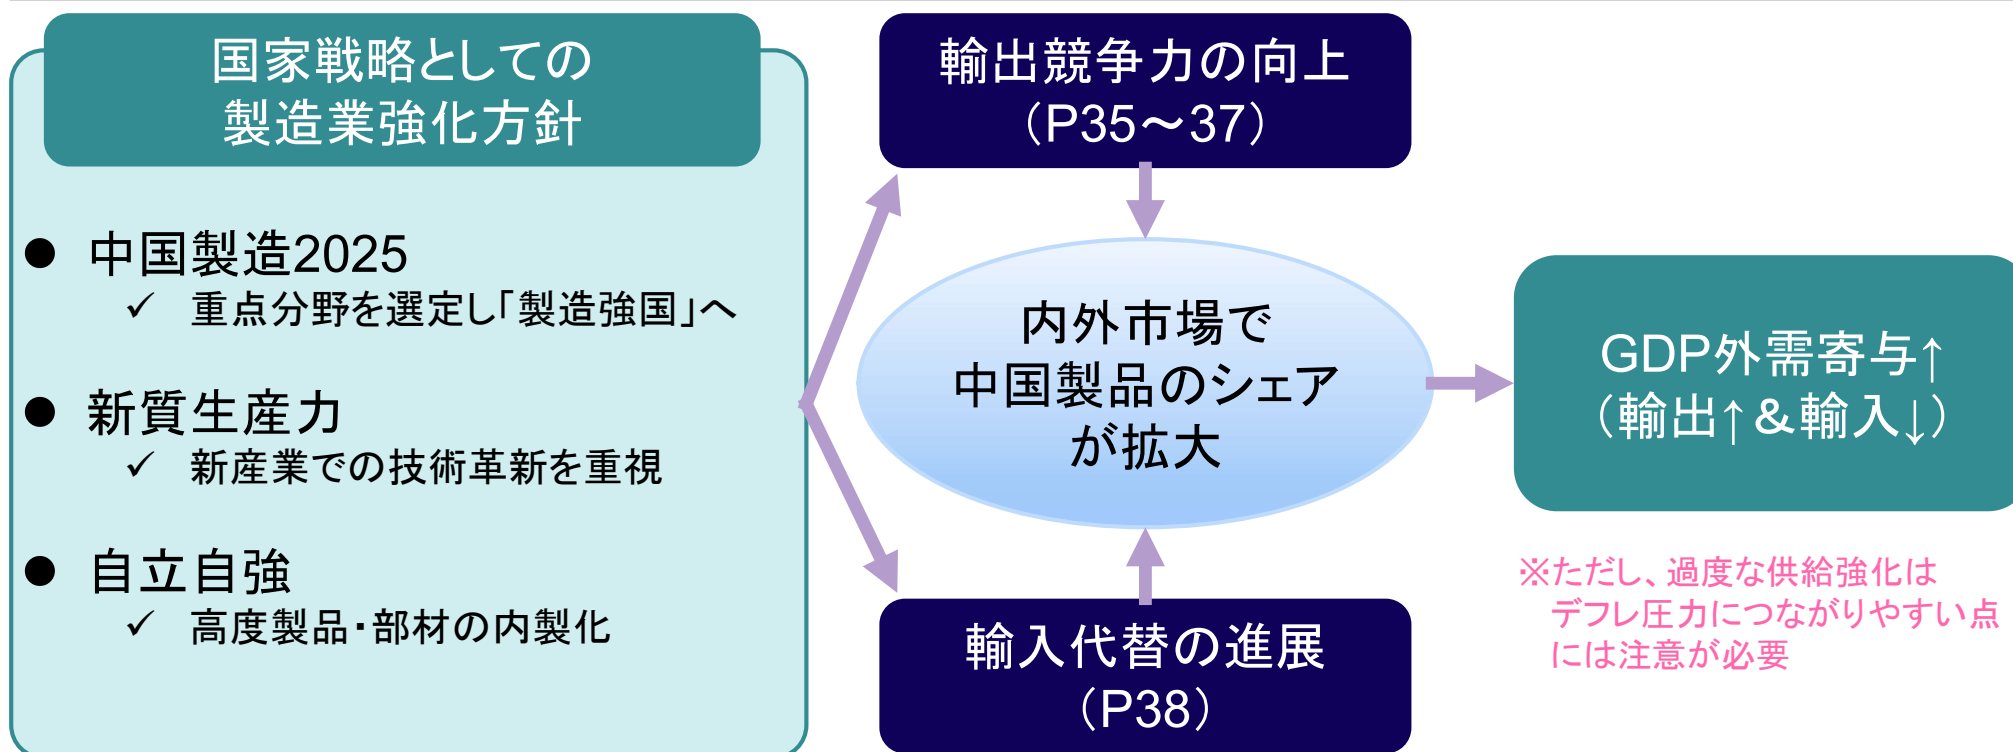 国家戦略としての
製造業強化方針
● 中国製造2025
✓ 重点分野を選定し「製造強国」へ
● 新質生産力
✓ 新産業での技術革新を重視
● 自立自強
✓ 高度製品・部材の内製化
輸出競争力の向上
（P35～37）
内外市場で
中国製品のシェア
が拡大
輸入代替の進展
（P38）
GDP外需寄与↑
（輸出↑＆輸入↓）
※ただし、過度な供給強化は
デフレ圧力につながりやすい点
には注意が必要